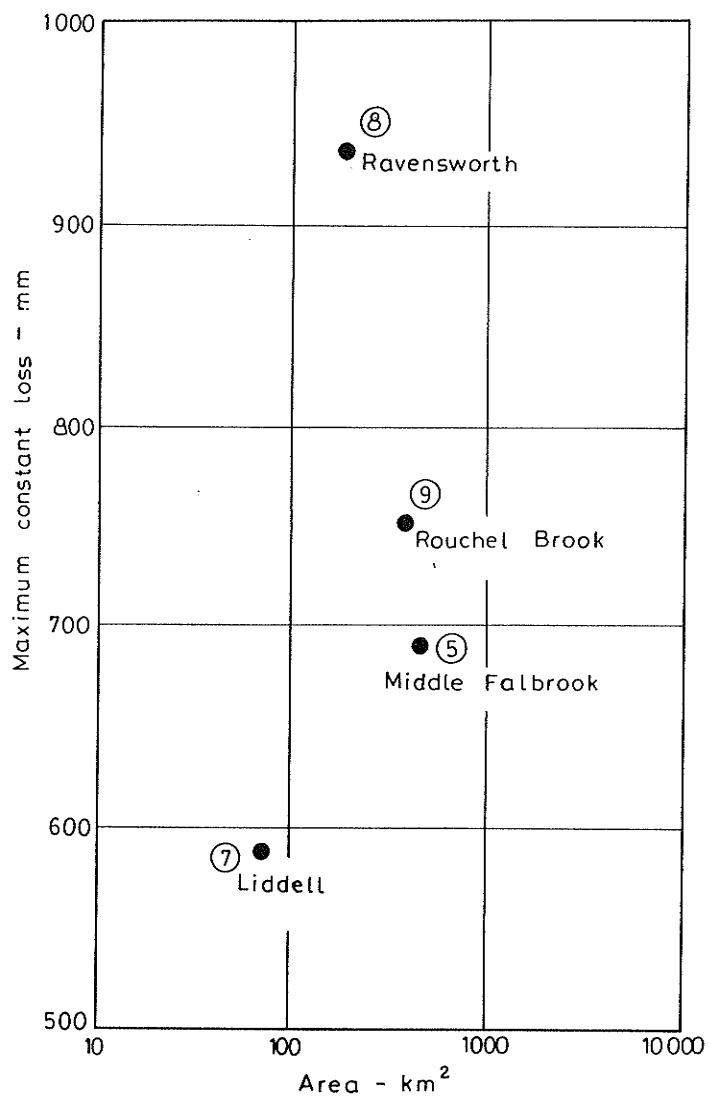 1000
⑧
Ravensworth
900
Maximum constant loss - mm
800
⑨
Rouchel Brook
700
⑤
Middle Falbrook
600
⑦
Liddell
500
10
100
1000
10 000
Area - km²